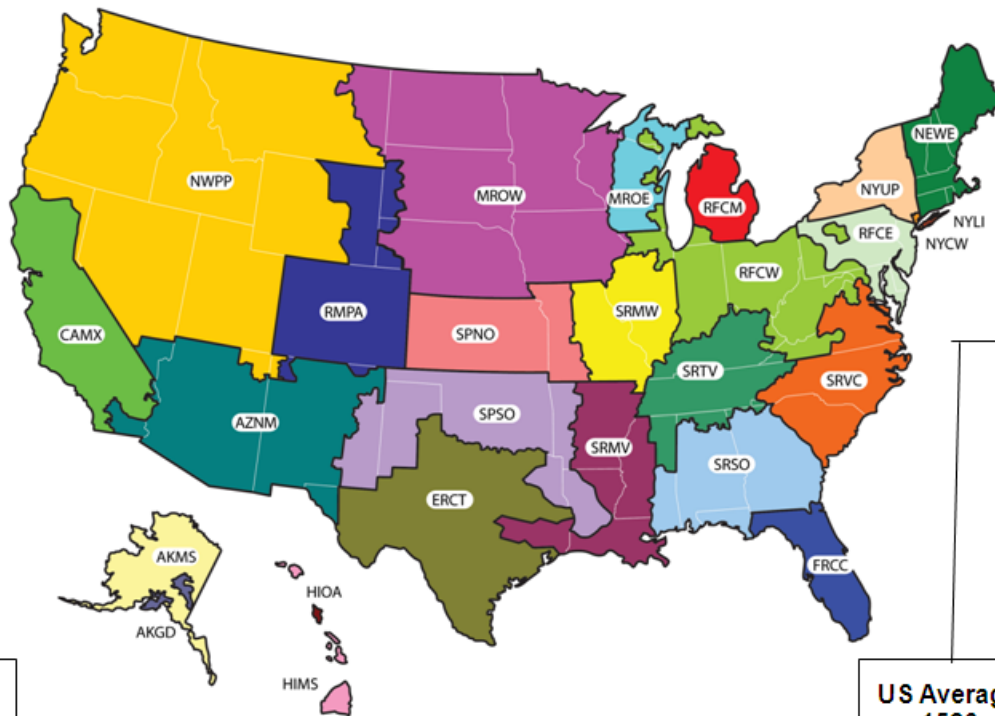 NEWE
NWPP
MROW
MROE
NYUP
RFCM
NYLI
RFCE
NYCW
RFCW
RMPA
SRMW
CAMX
SPNO
SRTV
SRVC
SPSO
AZNM
SRMV
SRSO
ERCT
AKMS
FRCC
HIOA
AKGD
HIMS
US Averag